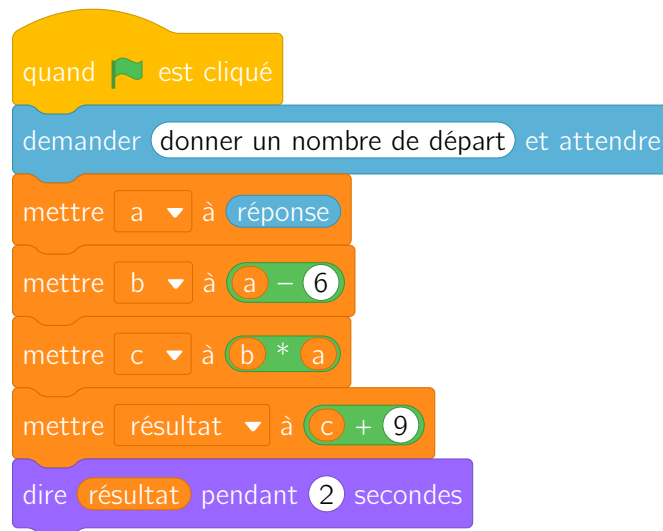 quand est cliqué
demander donner un nombre de départ et attendre
mettre a à réponse
mettre b à a – 6
mettre c à b * a
mettre résultat à c + 9
dire résultat pendant 2 secondes